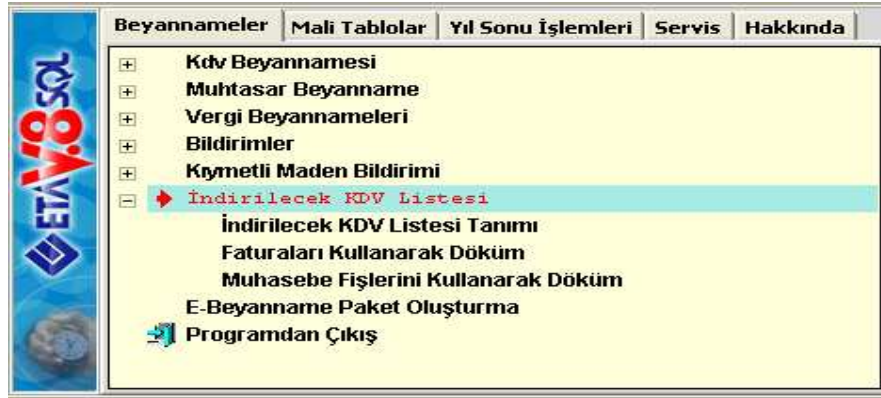 Beyannameler Mali Tablolar Yıl Sonu İşlemleri Servis Hakkında
Kdv Beyannamesi
Muhtasar Beyanname
Vergi Beyannameleri
Bildirimler
Kıymetli Maden Bildirimi
İndirilecek KDV Listesi
İndirilecek KDV Listesi Tanımı
Faturaları Kullanarak Döküm
Muhasebe Fişlerini Kullanarak Döküm
E-Beyanname Paket Oluşturma
Programdan Çıkış
ETA V.8 SQL